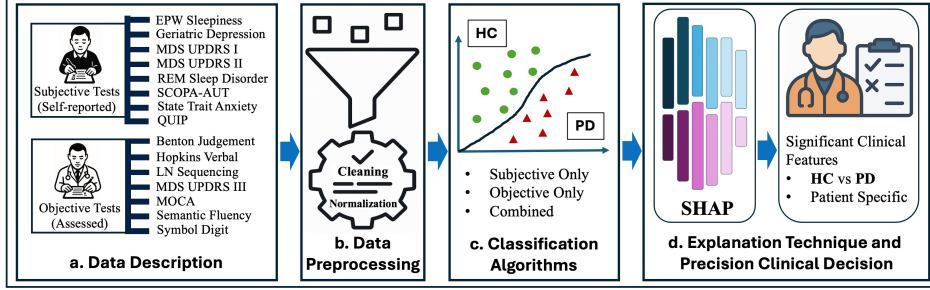 EPW Sleepiness
Geriatric Depression
MDS UPDRS I
MDS UPDRS II
REM Sleep Disorder
SCOPA-AUT
State Trait Anxiety
QUIP
Subjective Tests
(Self-reported)
Benton Judgement
Hopkins Verbal
LN Sequencing
MDS UPDRS III
MOCA
Semantic Fluency
Symbol Digit
Objective Tests
(Assessed)
a. Data Description
Cleaning
Normalization
b. Data
Preprocessing
HC
PD
• Subjective Only
• Objective Only
• Combined
c. Classification
Algorithms
SHAP
Significant Clinical
Features
• HC vs PD
• Patient Specific
d. Explanation Technique and
Precision Clinical Decision